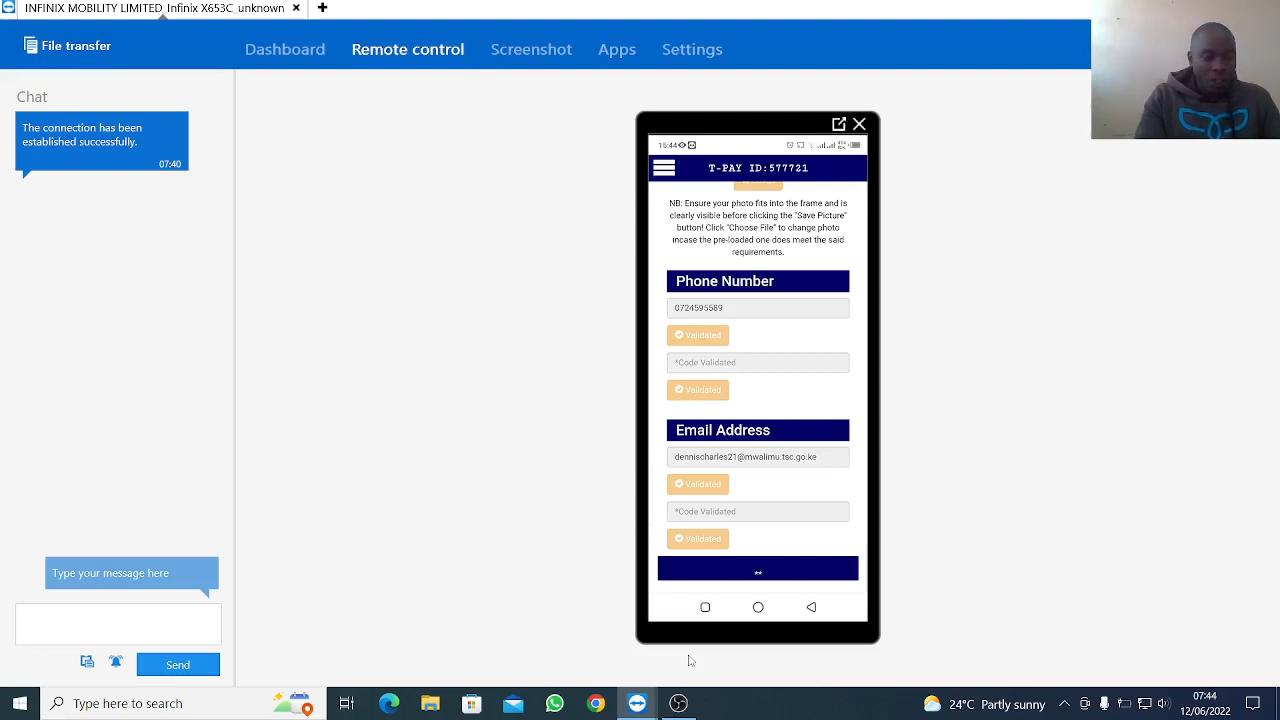 INFINIX MOBILITY LIMITED_Infinix X653C_unknown
File transfer
Dashboard
Remote control
Screenshot
Apps
Settings
Chat
The connection has been
established successfully.
07:40
15:44
T-PAY ID:577721
NB: Ensure your photo fits into the frame and is
clearly visible before clicking the "Save Picture"
button! Click "Choose File" to change photo
incase the pre-loaded one does meet the said
requirements.
Phone Number
0724595589
Validated
*Code Validated
Validated
Email Address
dennischarles21@mwalimu.tsc.go.ke
Validated
*Code Validated
Validated
**
Type your message here
Send
Type here to search
24°C Partly sunny
07:44
12/06/2022